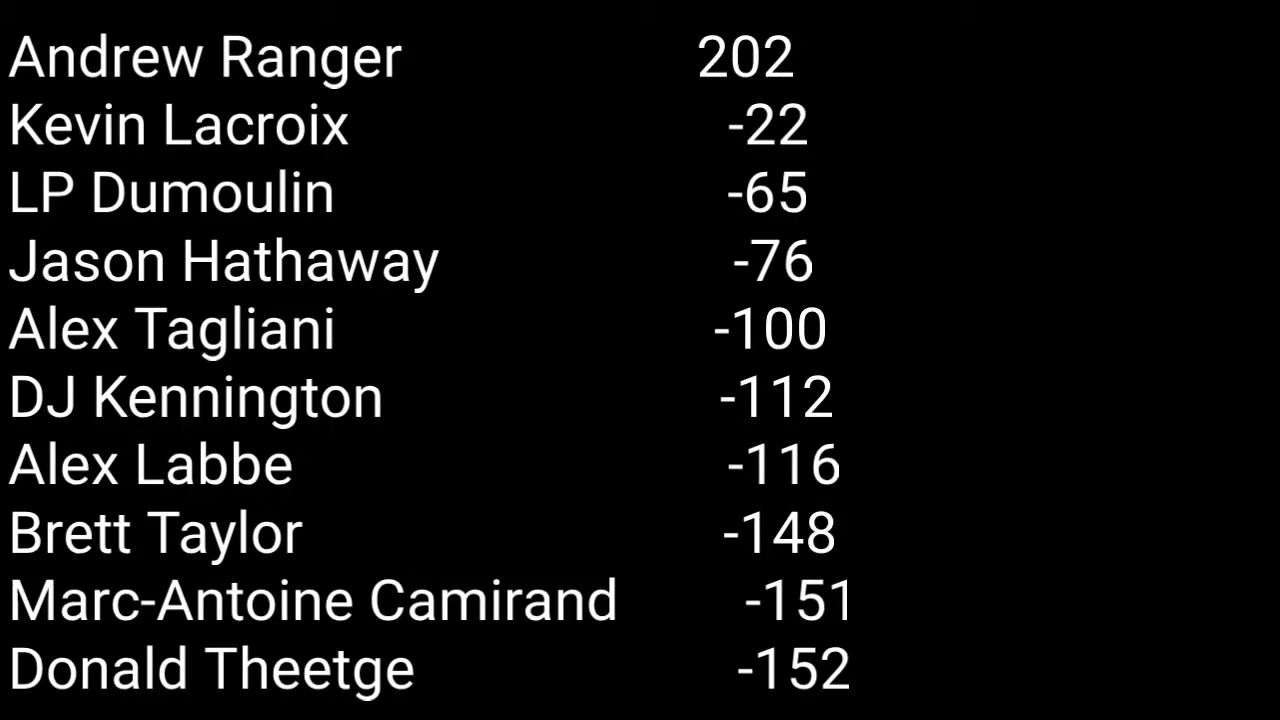 Andrew Ranger 202
Kevin Lacroix -22
LP Dumoulin -65
Jason Hathaway -76
Alex Tagliani -100
DJ Kennington -112
Alex Labbe -116
Brett Taylor -148
Marc-Antoine Camirand -151
Donald Theetge -152